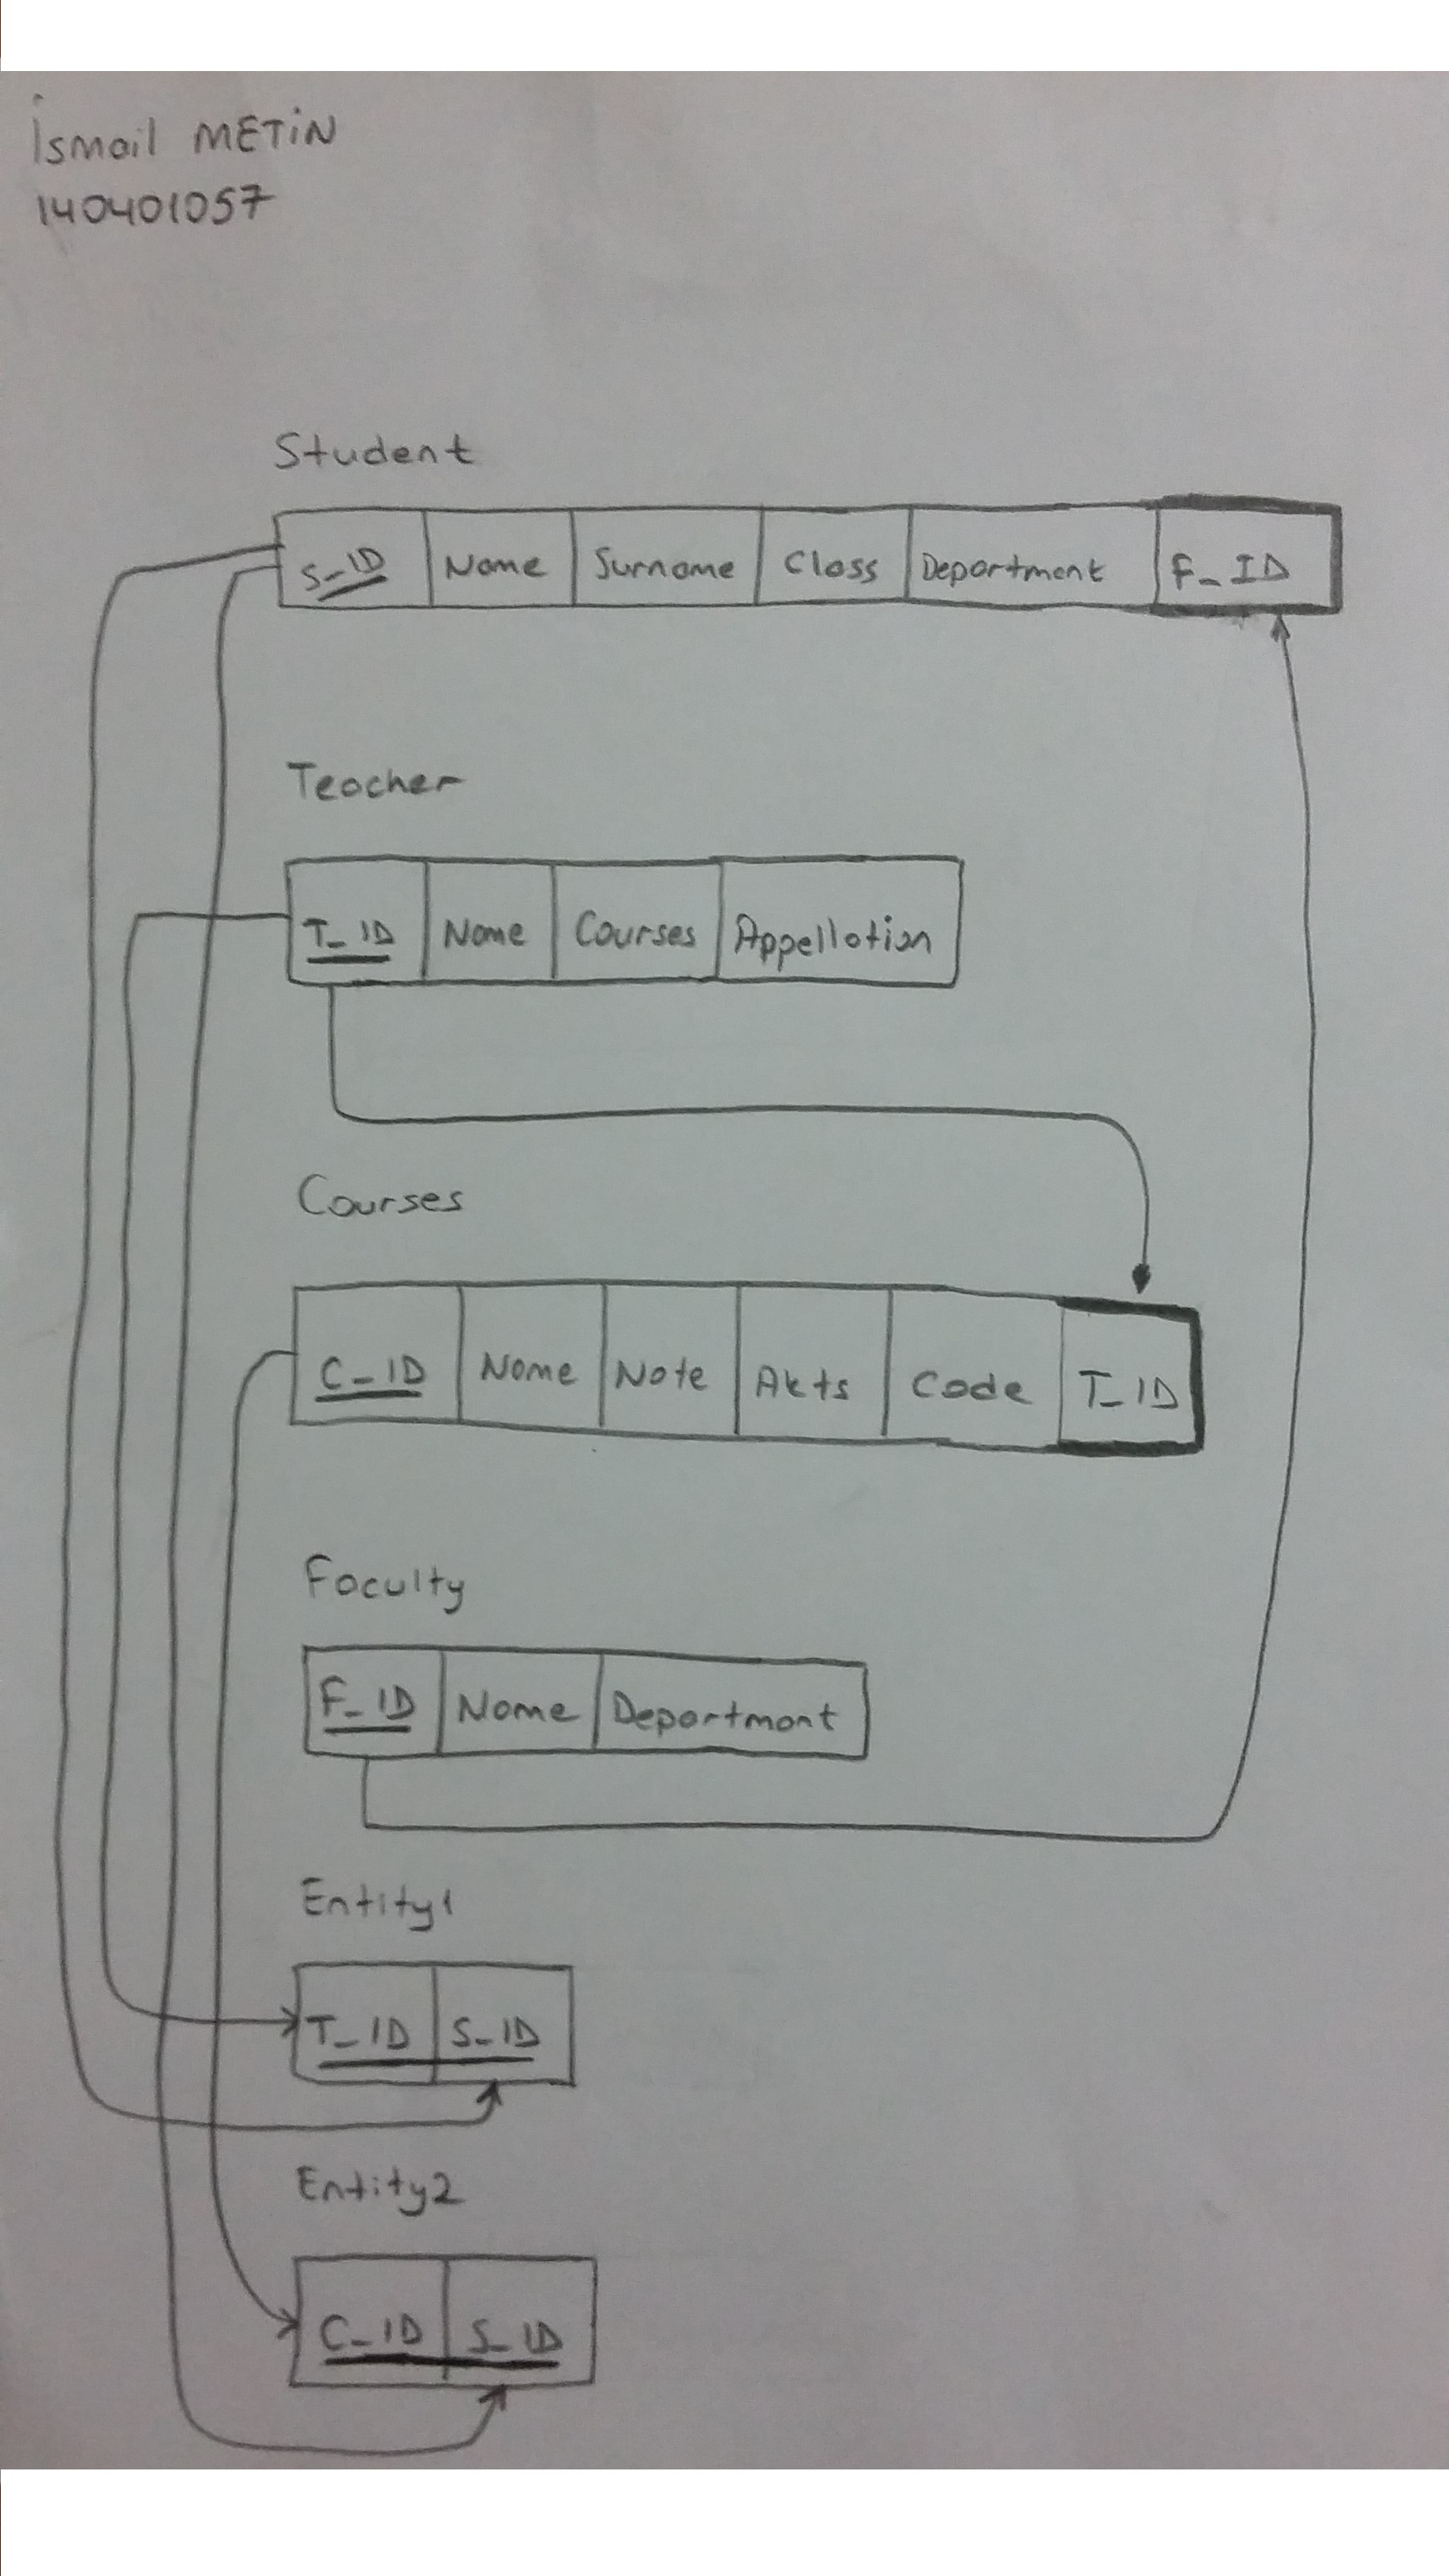 İsmail METİN
140401057
Student
S_ID Name Surname Class Department F_ID
Teacher
T_ID Name Courses Appellation
Courses
C_ID Name Note Akts Code T_ID
Faculty
F_ID Name Department
Entity1
T_ID S_ID
Entity2
C_ID S_ID